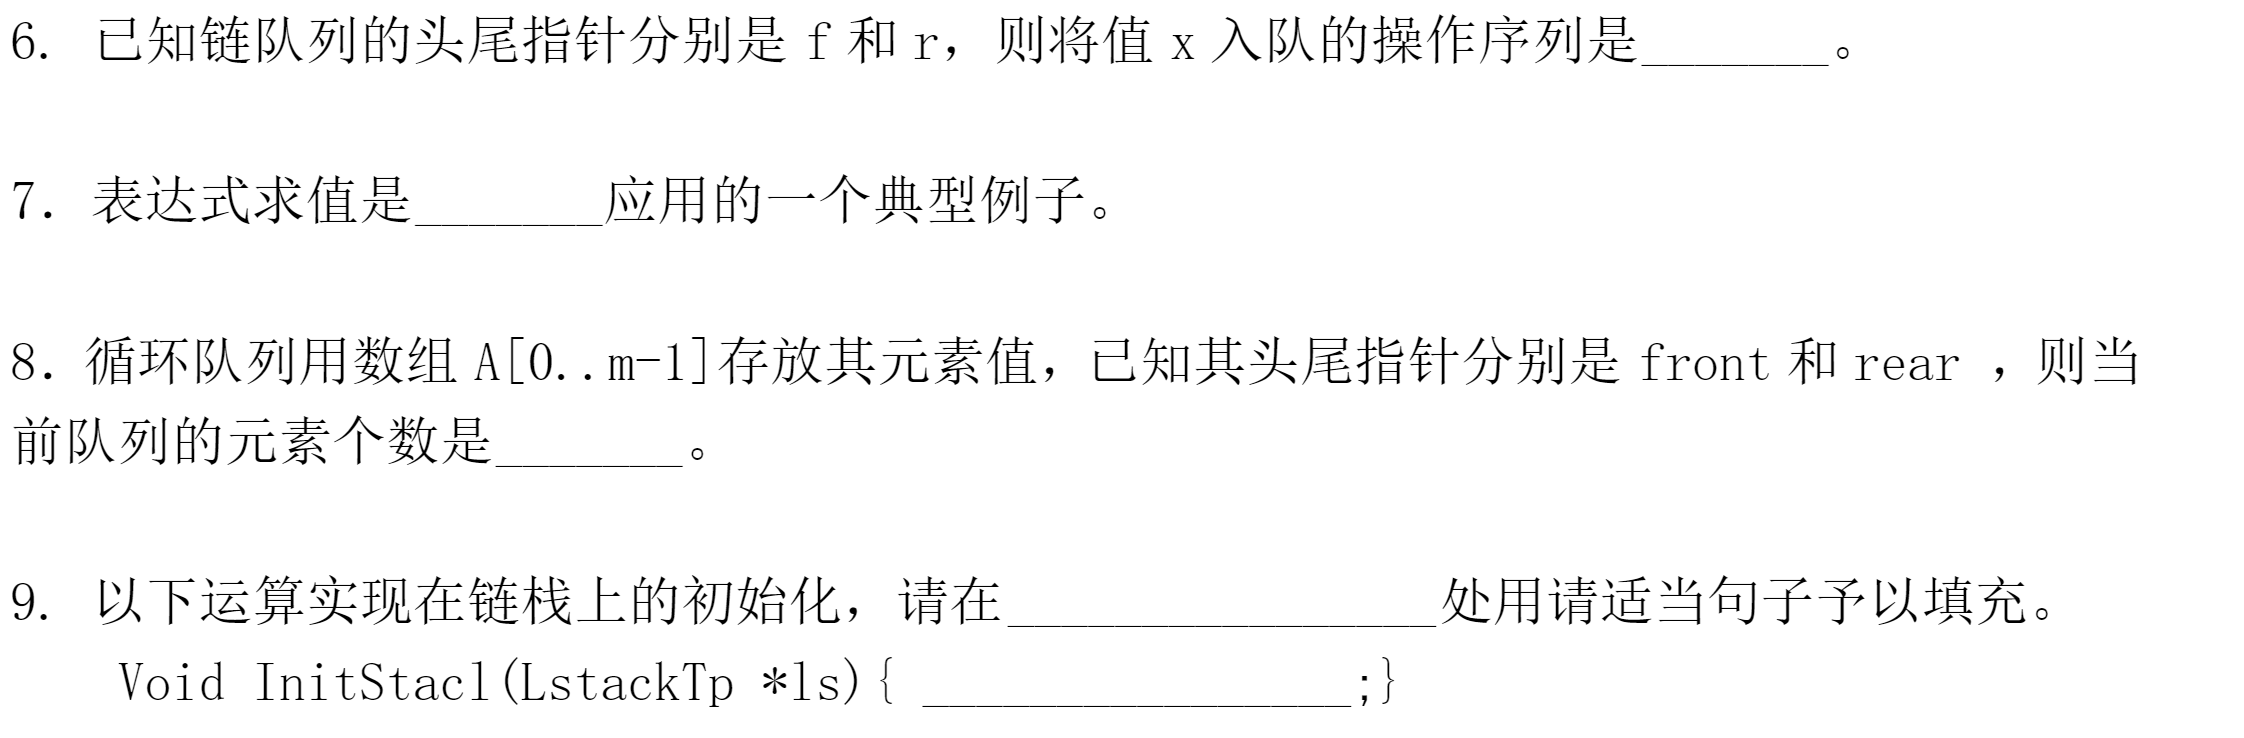 6. 已知链队列的头尾指针分别是 f 和 r，则将值 x 入队的操作序列是_______。
7. 表达式求值是_______应用的一个典型例子。
8. 循环队列用数组 A[0..m-1]存放其元素值，已知其头尾指针分别是 front 和 rear ，则当
前队列的元素个数是_______。
9. 以下运算实现在链栈上的初始化，请在________________处用请适当句子予以填充。
Void InitStacl(LstackTp *ls){ ________________;}